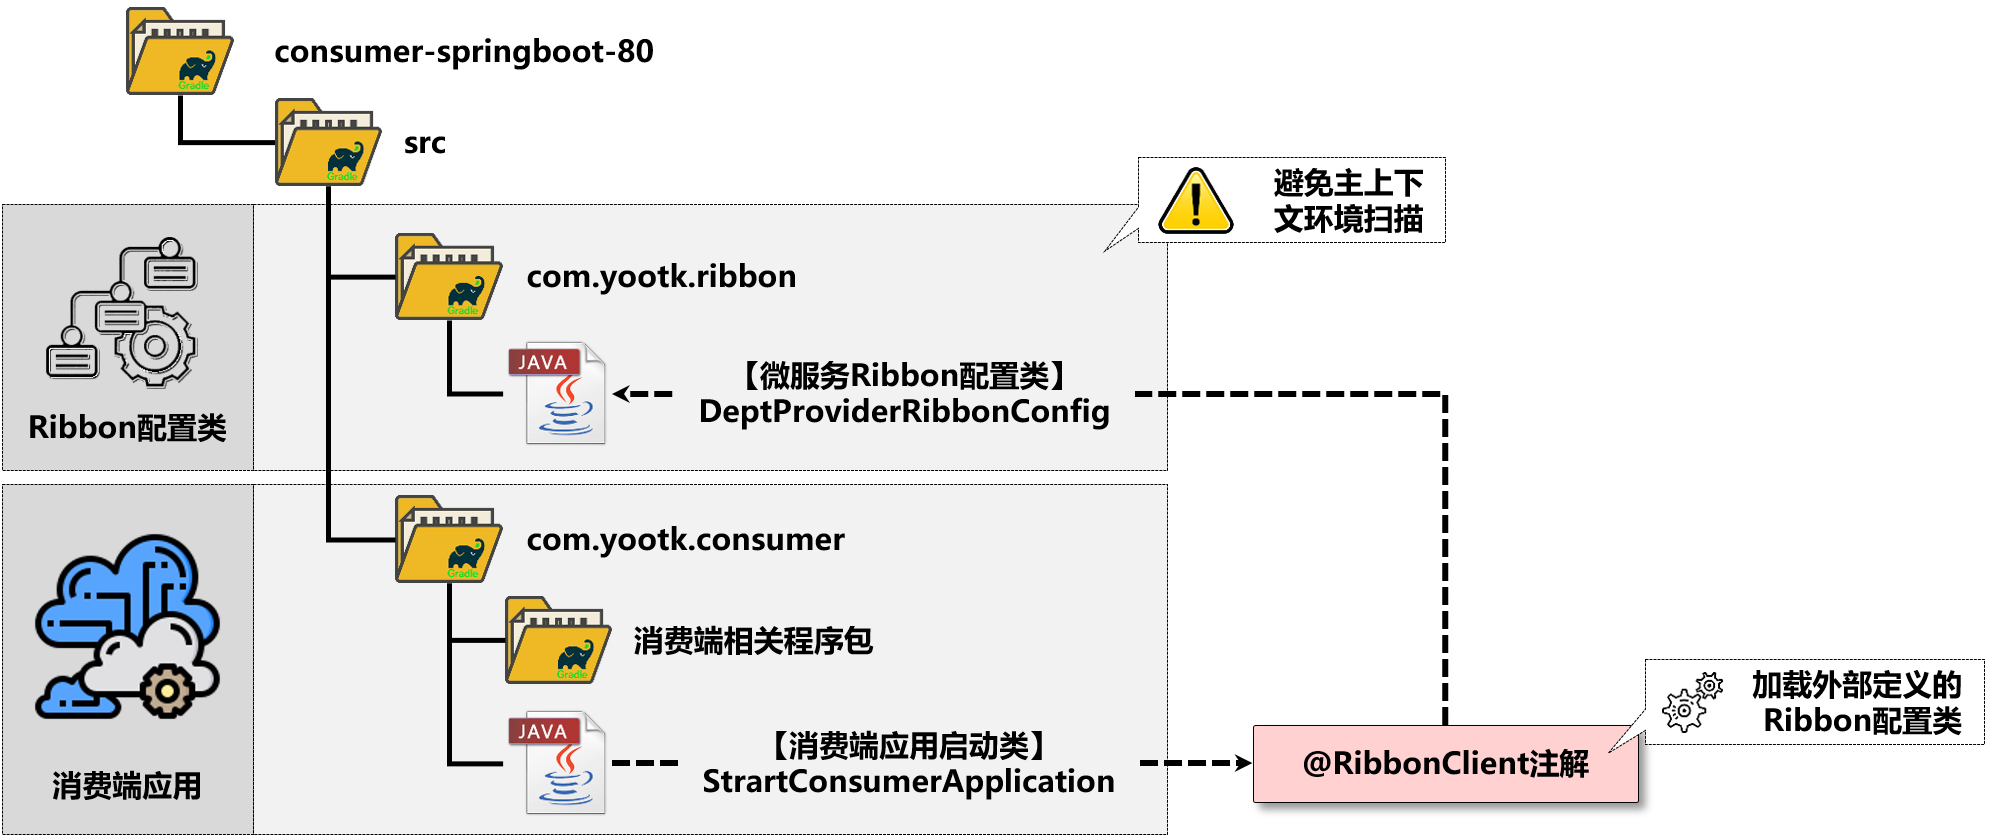 consumer-springboot-80
Gradle
src
Gradle
避免主上下
文环境扫描
com.yootk.ribbon
Gradle
JAVA
【微服务Ribbon配置类】
DeptProviderRibbonConfig
Ribbon配置类
com.yootk.consumer
Gradle
消费端相关程序包
Gradle
JAVA
【消费端应用启动类】
StrartConsumerApplication
消费端应用
@RibbonClient注解
加载外部定义的
Ribbon配置类